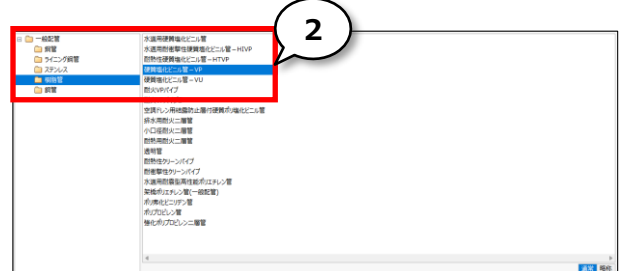 2
一般配管
鋼管
ライニング鋼管
ステンレス
樹脂管
銅管
水道用硬質塩化ビニル管
水道用耐衝撃性硬質塩化ビニル管－HIVP
耐熱性硬質塩化ビニル管－HTVP
硬質塩化ビニル管－VP
硬質塩化ビニル管－VU
耐火VPパイプ
空調ドレン用結露防止層付硬質ポリ塩化ビニル管
排水用耐火二層管
小口径耐火二層管
耐熱用耐火二層管
透明管
耐熱性クリーンパイプ
耐衝撃性クリーンパイプ
水道用耐震型高性能ポリエチレン管
架橋ポリエチレン管(一般配管)
ポリ塩化ビニリデン管
ポリプロピレン管
強化ポリプロピレン二層管
通常 略称